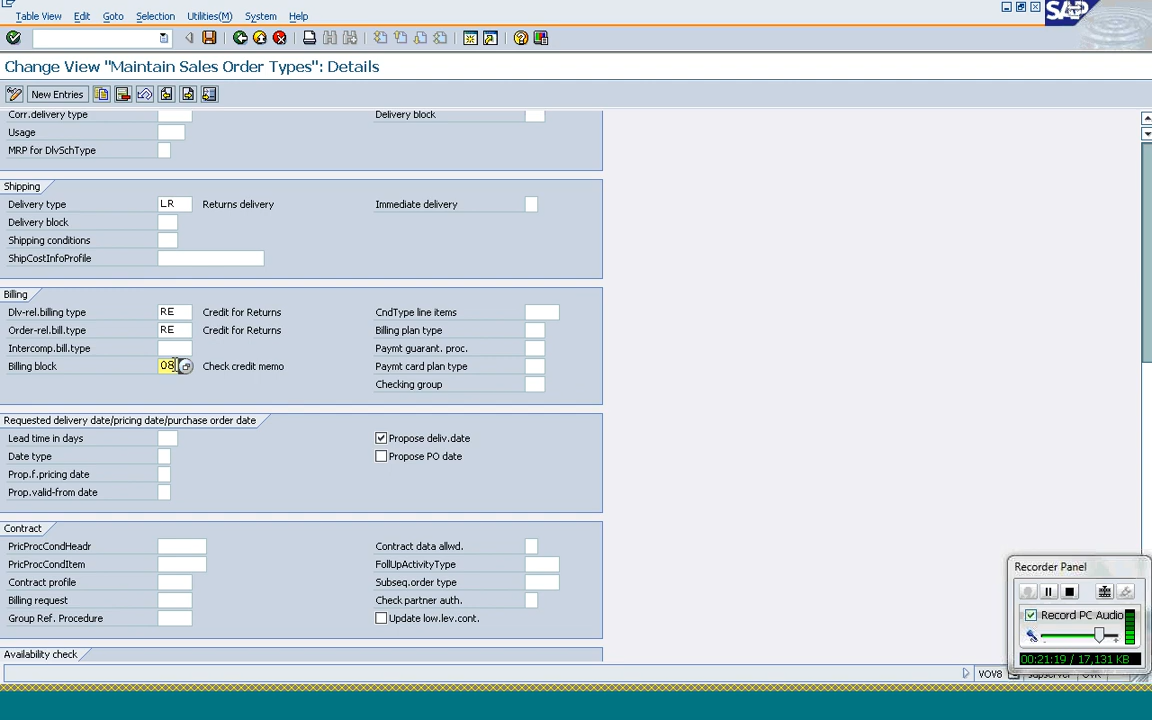 Table View Edit Goto Selection Utilities(M) System Help
SAP
Change View "Maintain Sales Order Types": Details
New Entries
Corr.delivery type Delivery block
Usage
MRP for DlvSchType
Shipping
Delivery type LR Returns delivery Immediate delivery
Delivery block
Shipping conditions
ShipCostInfoProfile
Billing
Dlv-rel.billing type RE Credit for Returns CndType line items
Order-rel.bill.type RE Credit for Returns Billing plan type
Intercomp.bill.type Paymt guarant. proc.
Billing block 08 Check credit memo Paymt card plan type
Checking group
Requested delivery date/pricing date/purchase order date
Lead time in days Propose deliv.date
Date type Propose PO date
Prop.f.pricing date
Prop.valid-from date
Contract
PricProcCondHeadr Contract data allwd.
PricProcCondItem FollUpActivityType
Contract profile Subseq.order type
Billing request Check partner auth.
Group Ref. Procedure Update low.lev.cont.
Availability check
Recorder Panel
Record PC Audio
00:21:19 / 17,131 KB
VOV8